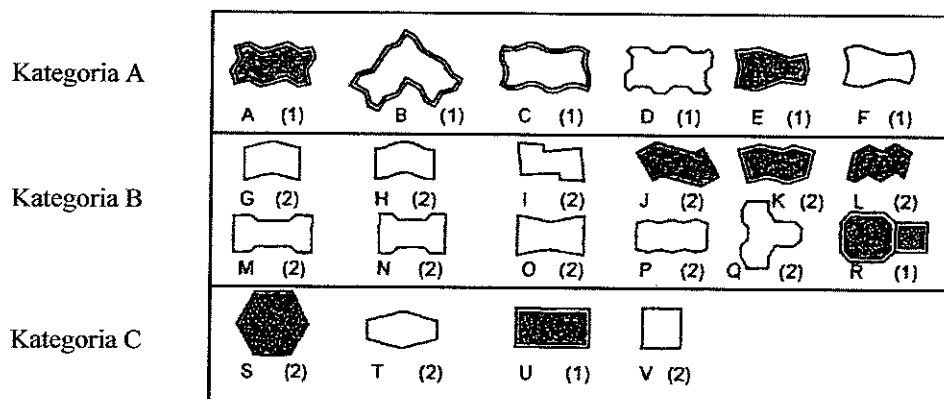 Kategoria A
A (1) B (1) C (1) D (1) E (1) F (1)
Kategoria B
G (2) H (2) I (2) J (2) K (2) L (2)
M (2) N (2) O (2) P (2) Q (2) R (1)
Kategoria C
S (2) T (2) U (1) V (2)